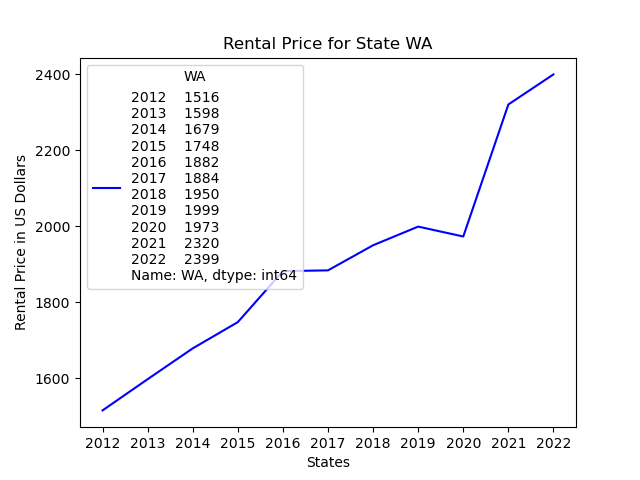 Rental Price for State WA
WA
2012 1516
2013 1598
2014 1679
2015 1748
2016 1882
2017 1884
2018 1950
2019 1999
2020 1973
2021 2320
2022 2399
Name: WA, dtype: int64
2400
2200
2000
1800
1600
Rental Price in US Dollars
2012 2013 2014 2015 2016 2017 2018 2019 2020 2021 2022
States